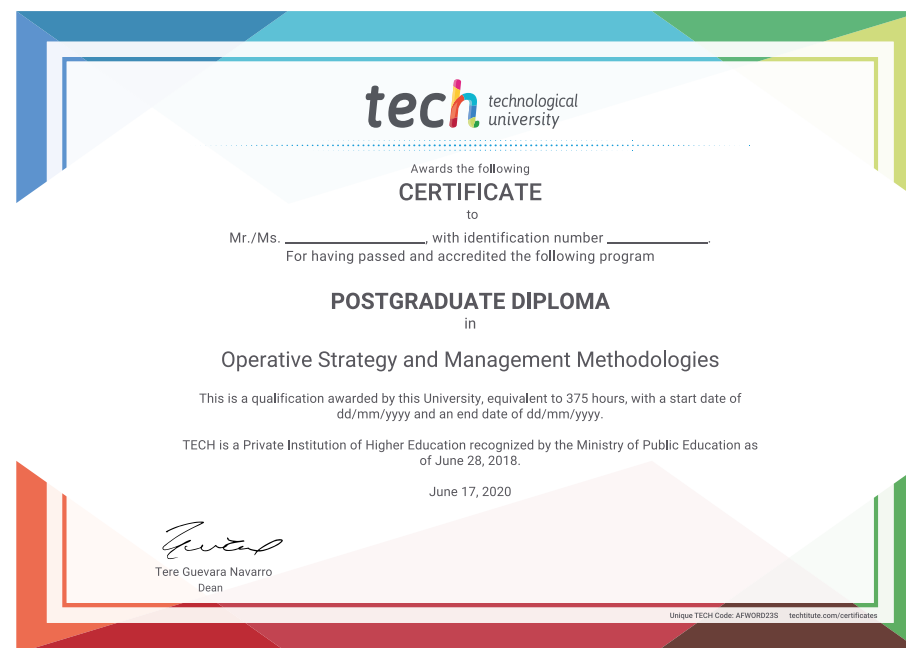 tech technological
university
Awards the following
CERTIFICATE
to
Mr./Ms. ____________________, with identification number ______________.
For having passed and accredited the following program
POSTGRADUATE DIPLOMA
in
Operative Strategy and Management Methodologies
This is a qualification awarded by this University, equivalent to 375 hours, with a start date of
dd/mm/yyyy and an end date of dd/mm/yyyy.
TECH is a Private Institution of Higher Education recognized by the Ministry of Public Education as
of June 28, 2018.
June 17, 2020
Tere Guevara Navarro
Dean
Unique TECH Code: AFWORD23S techtitute.com/certificates